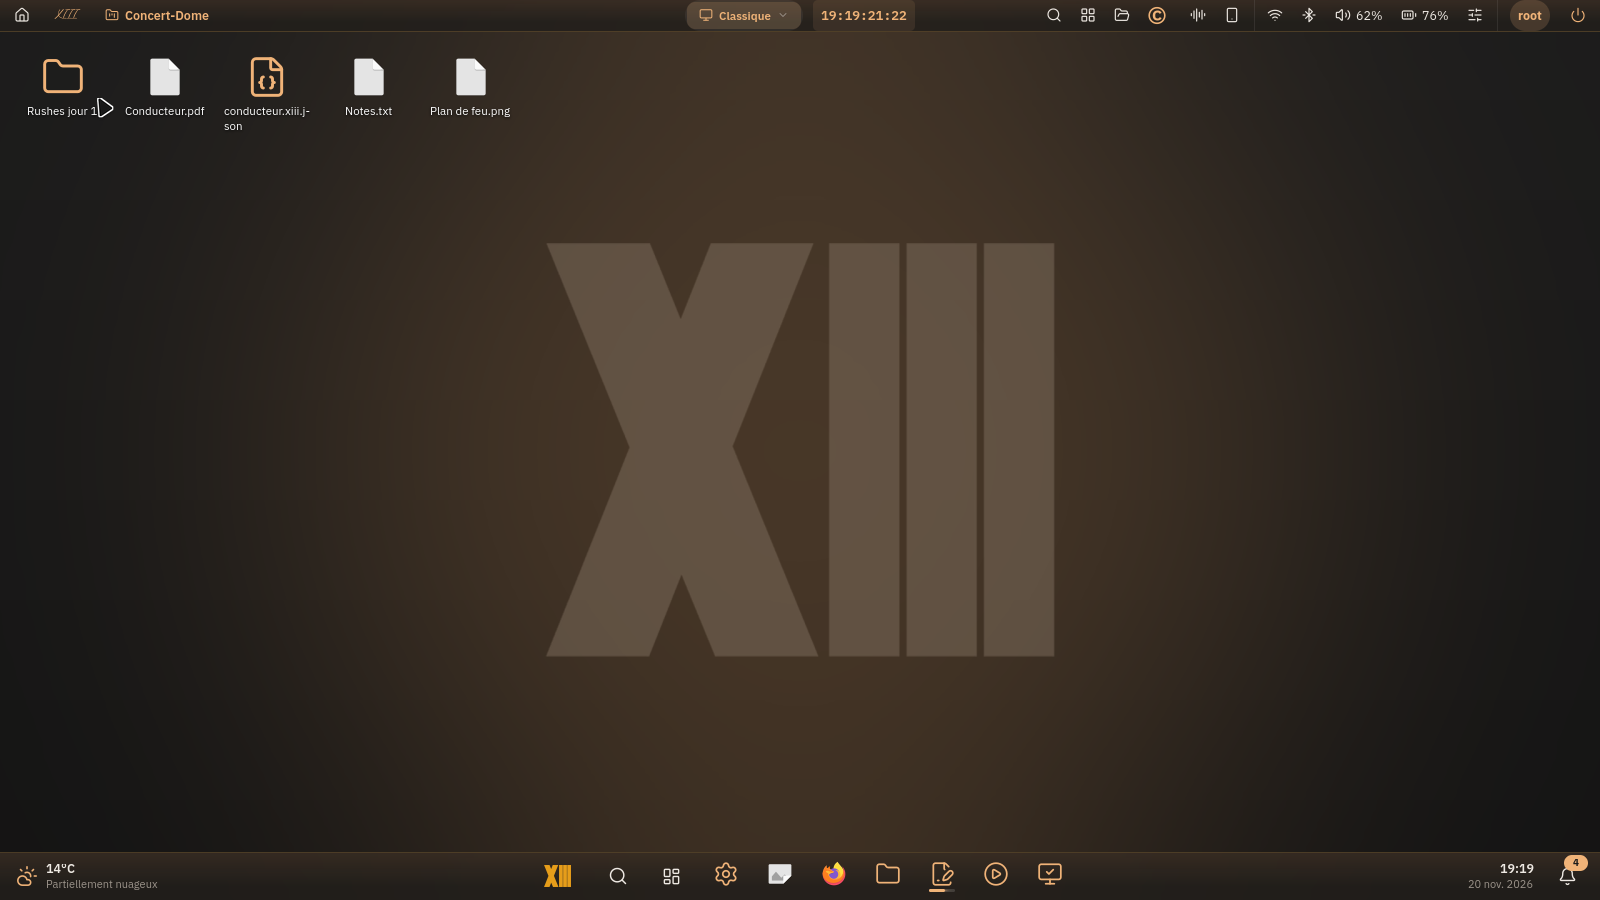 Concert-Dome
Classique
19:19:21:22
62%
76%
root
Rushes jour 1
Conducteur.pdf
conducteur.xiii.j-
son
Notes.txt
Plan de feu.png
XIII
14°C
Partiellement nuageux
XIII
19:19
20 nov. 2026
4